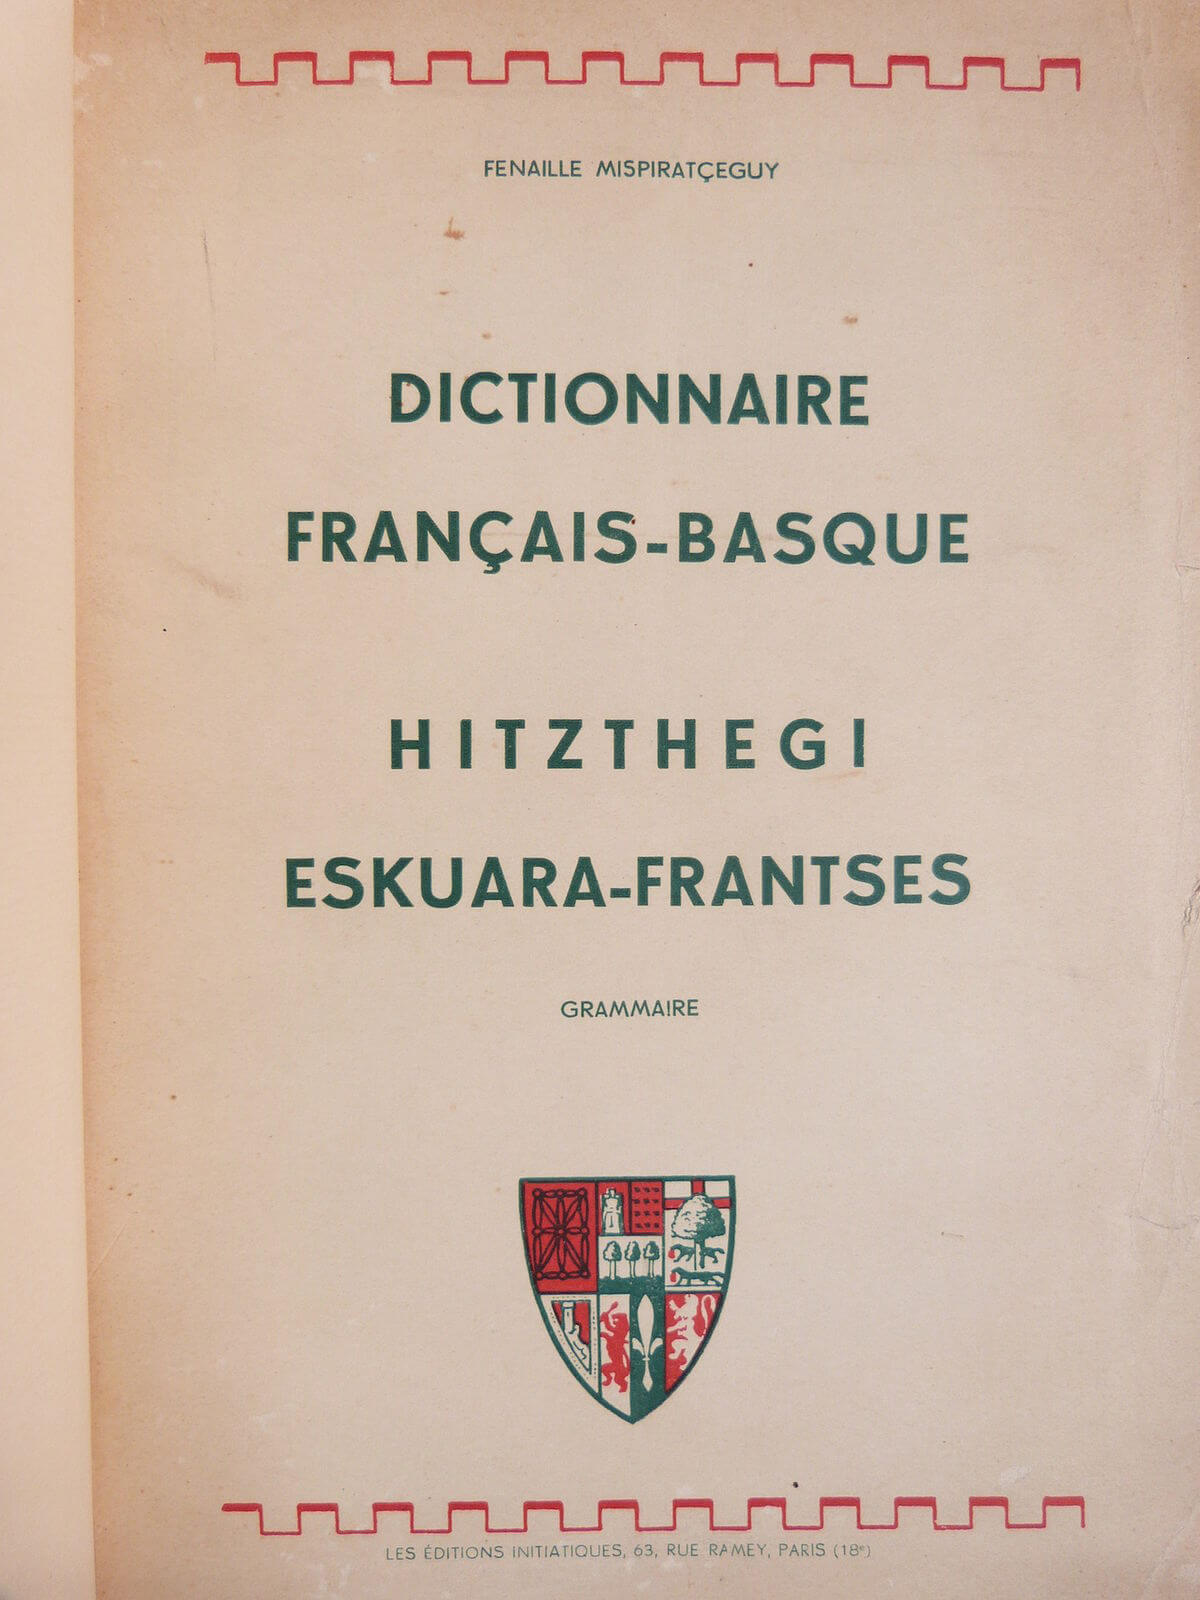 FENAILLE MISPIRATÇEGUY
DICTIONNAIRE
FRANÇAIS-BASQUE
HITZTHEGI
ESKUARA-FRANTSES
GRAMMAIRE
LES ÉDITIONS INITIATIQUES, 63, RUE RAMEY, PARIS (18e)